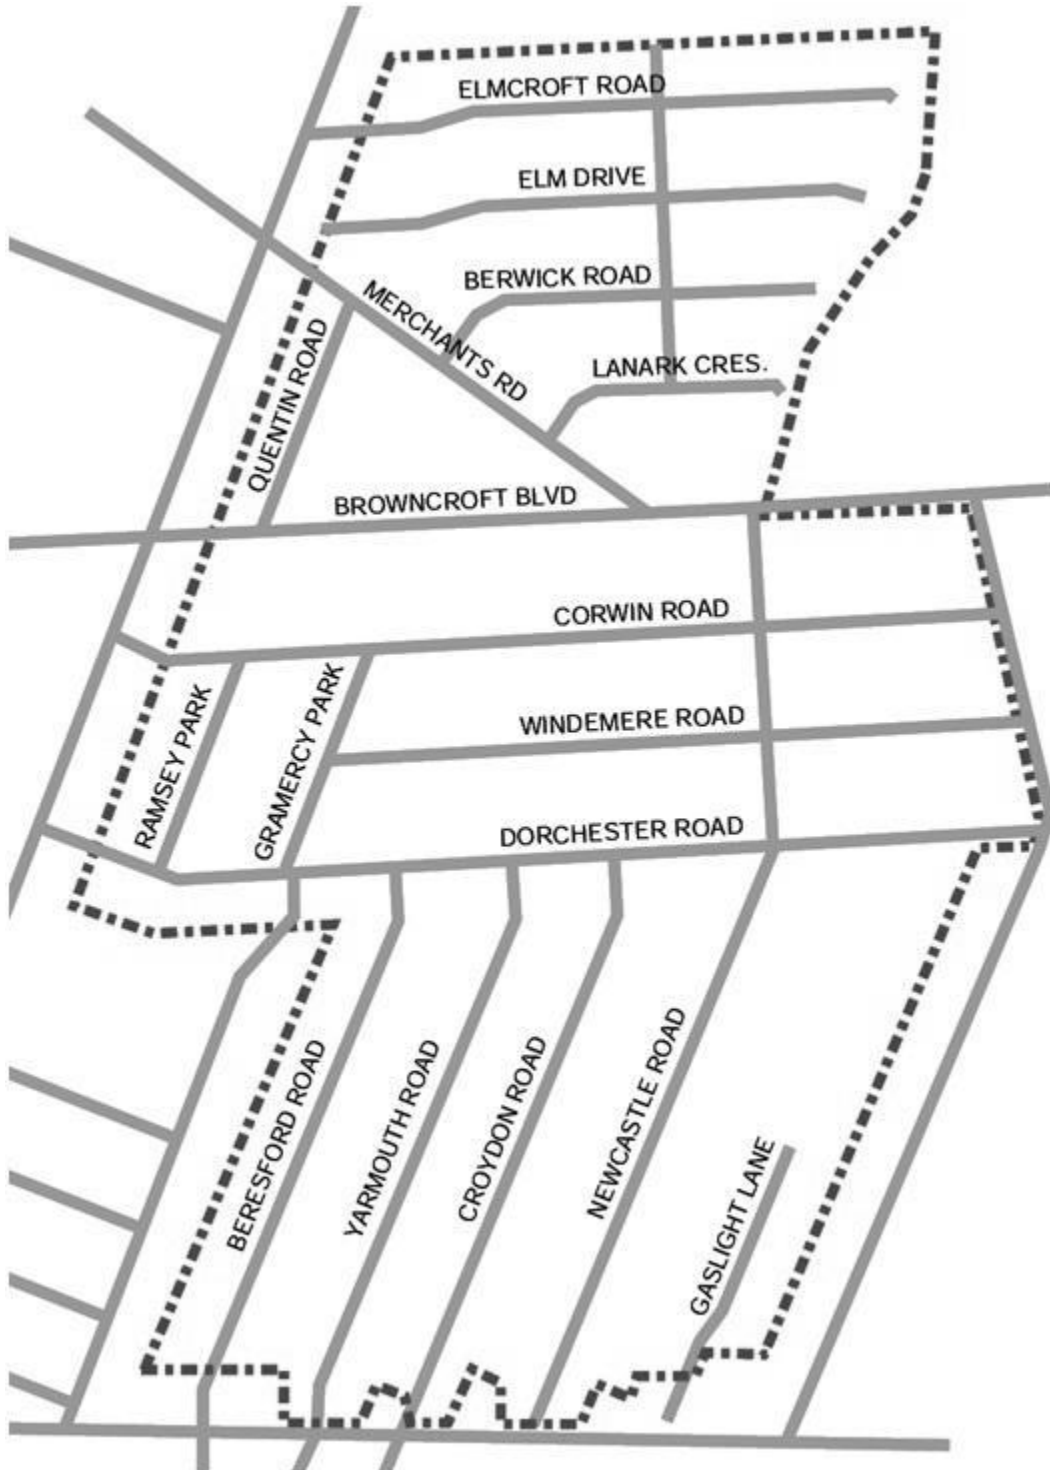 ELMCROFT ROAD
ELM DRIVE
BERWICK ROAD
MERCHANTS RD
QUENTIN ROAD
LANARK CRES.
BROWNCROFT BLVD
CORWIN ROAD
RAMSEY PARK
GRAMERCY PARK
WINDEMERE ROAD
DORCHESTER ROAD
BERESFORD ROAD
YARMOUTH ROAD
CROYDON ROAD
NEWCASTLE ROAD
GASLIGHT LANE